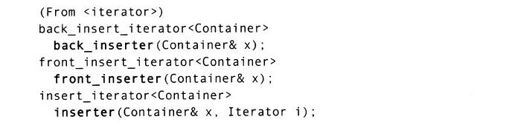 (From <iterator>)
back_insert_iterator<Container>
back_inserter(Container& x);
front_insert_iterator<Container>
front_inserter(Container& x);
insert_iterator<Container>
inserter(Container& x, Iterator i);